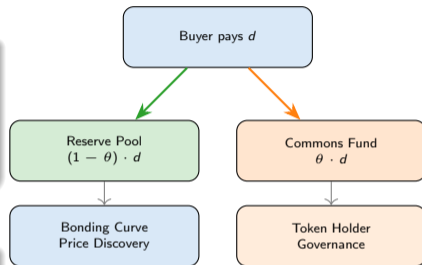 Buyer pays d
Reserve Pool
(1 − θ) · d
Commons Fund
θ · d
Bonding Curve
Price Discovery
Token Holder
Governance